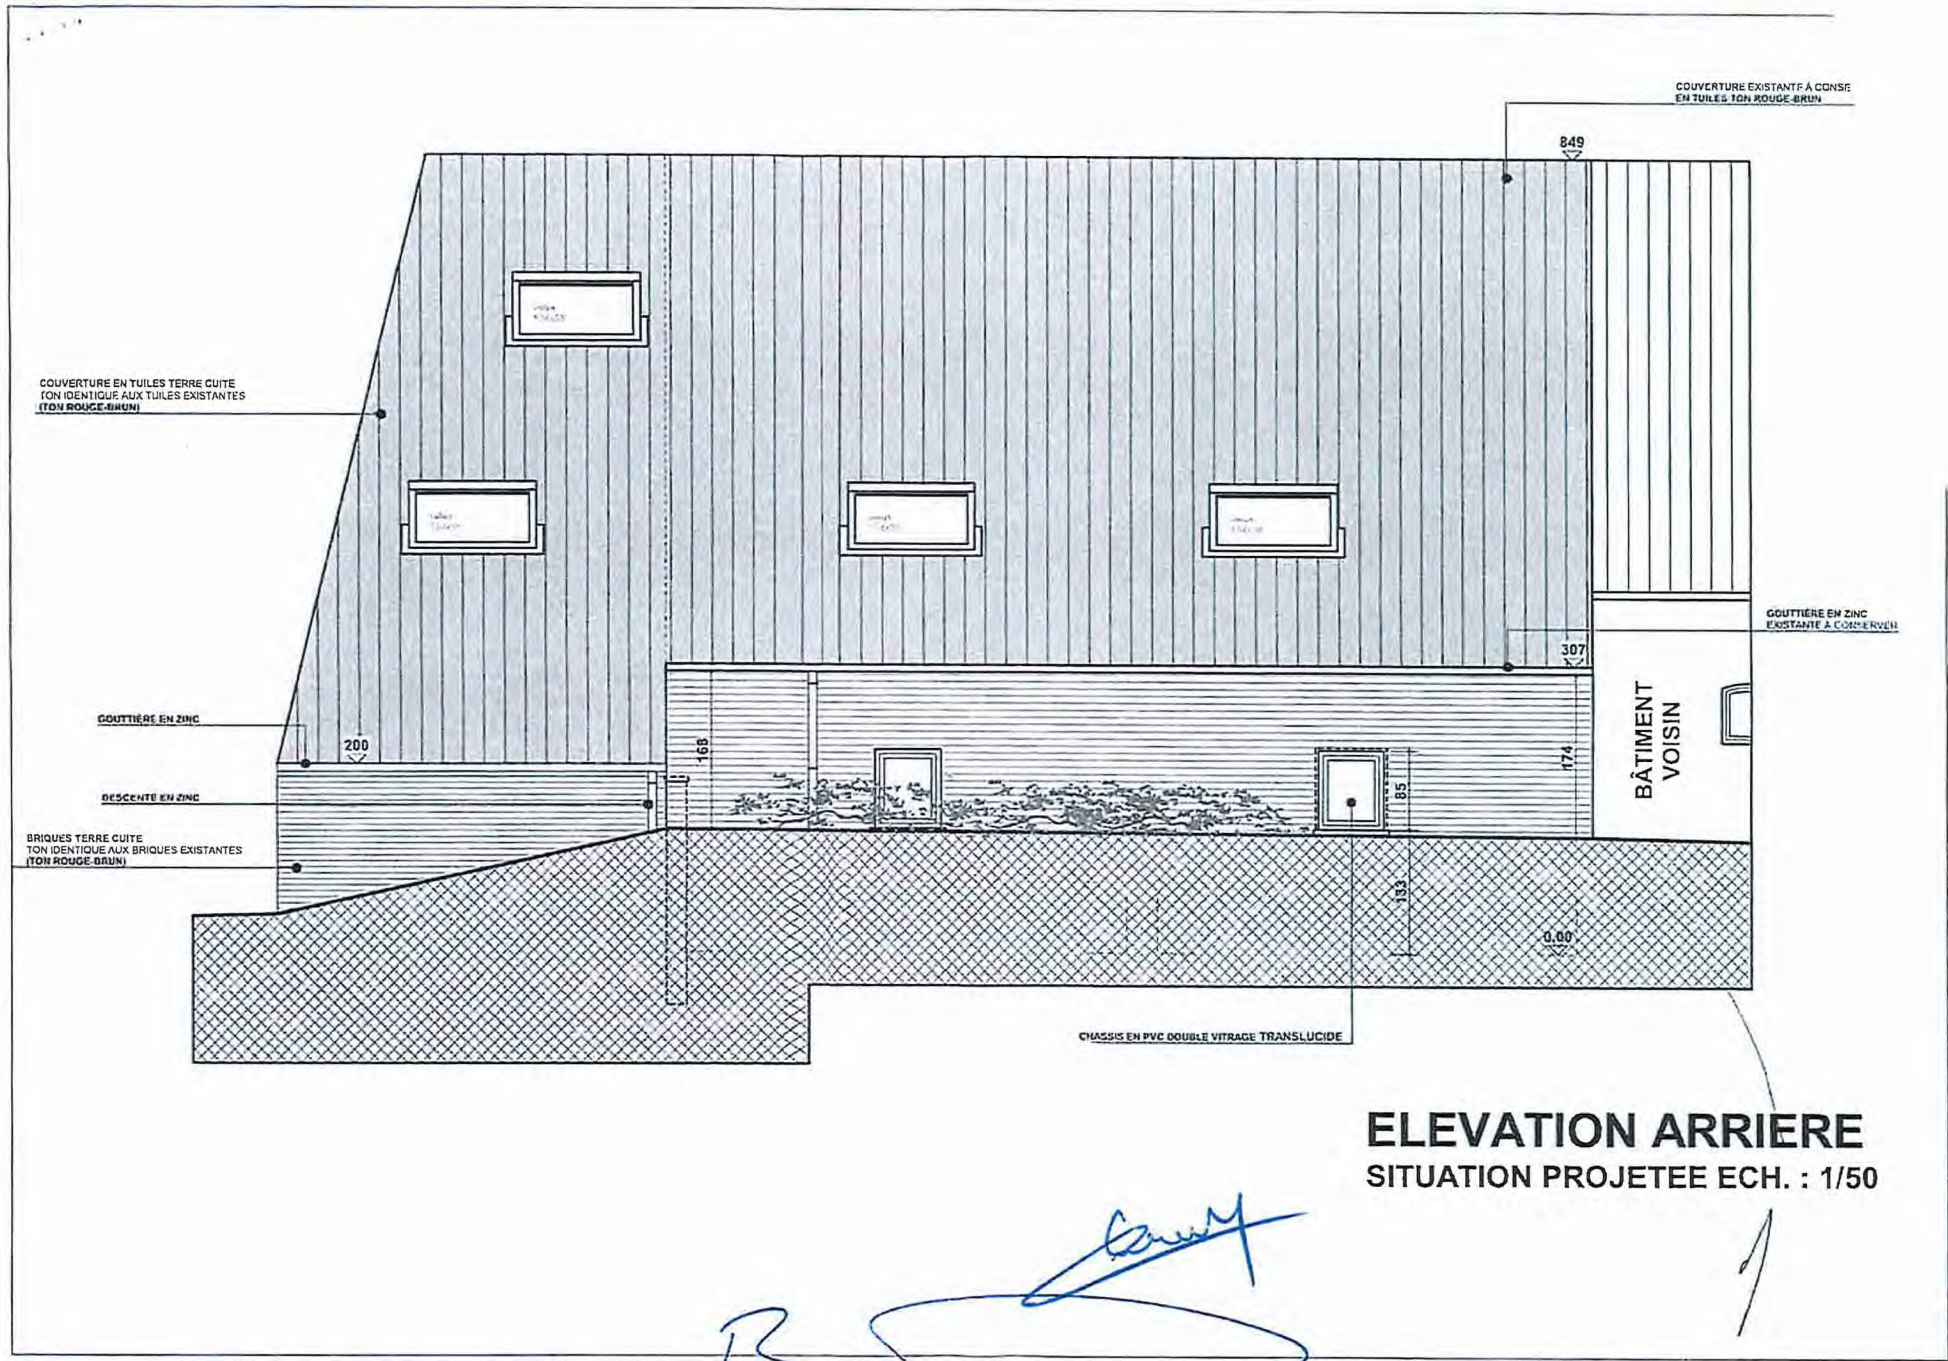 COUVERTURE EXISTANTE À CONSE
EN TUILES TON ROUGE-BRUN
849
COUVERTURE EN TUILES TERRE CUITE
TON IDENTIQUE AUX TUILES EXISTANTES
(TON ROUGE-BRUN)
GOUTTIÈRE EN ZINC
EXISTANTE À CONSERVER
307
BÂTIMENT
VOISIN
GOUTTIÈRE EN ZINC
200
168
174
DESCENTE EN ZINC
85
BRIQUES TERRE CUITE
TON IDENTIQUE AUX BRIQUES EXISTANTES
(TON ROUGE-BRUN)
133
0.00
CHASSIS EN PVC DOUBLE VITRAGE TRANSLUCIDE
ELEVATION ARRIERE
SITUATION PROJETEE ECH. : 1/50